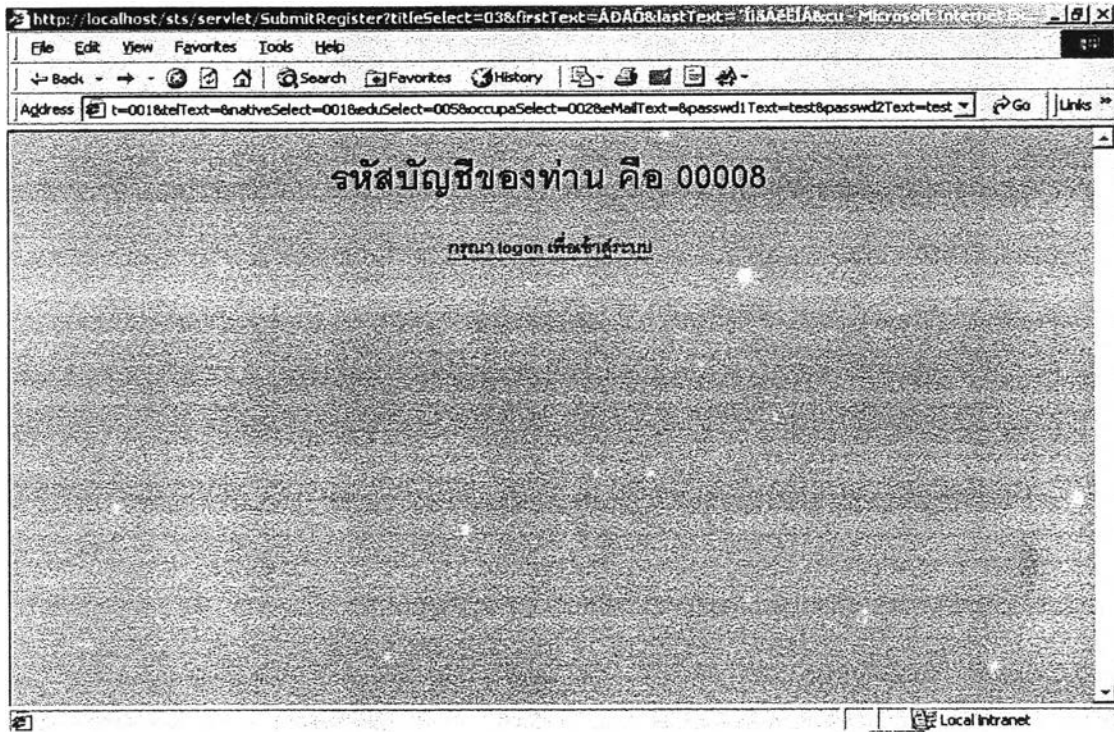 http://localhost/sts/servlet/SubmitRegister?titleSelect=03&firstText=ÁÐAÕ&lastText= - Microsoft Internet
File Edit View Favorites Tools Help
Back Search Favorites History
Address t=001&telText=&nativeSelect=001&eduSelect=005&occupaSelect=002&eMailText=&passwd1Text=test&passwd2Text=test Go Links »
รหัสบัญชีของท่าน คือ 00008
กรุณา logon เพื่อเข้าสู่ระบบ
Local intranet